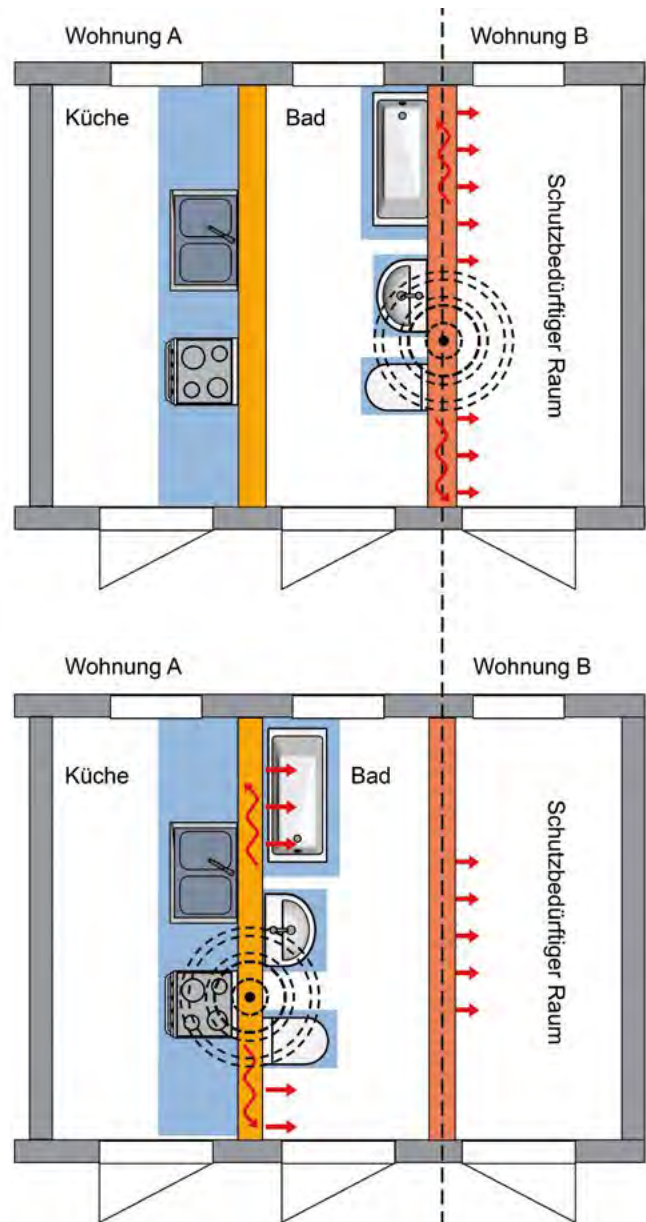 Wohnung A
Wohnung B
Küche
Bad
Schutzbedürftiger Raum
Wohnung A
Wohnung B
Küche
Bad
Schutzbedürftiger Raum